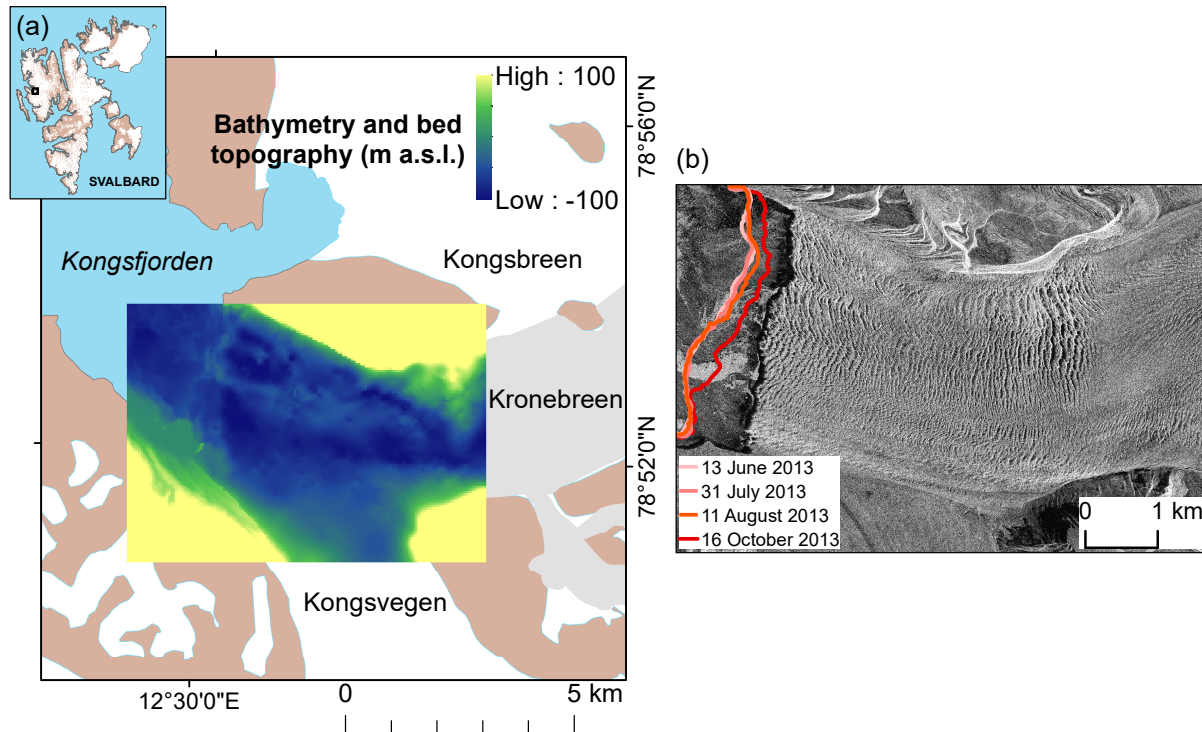 (a)
SVALBARD
High : 100
Bathymetry and bed
topography (m a.s.l.)
Low : -100
78°56'0"N
Kongsfjorden
Kongsbreen
Kronebreen
78°52'0"N
Kongsvegen
12°30'0"E
0
5 km
(b)
13 June 2013
31 July 2013
11 August 2013
16 October 2013
0
1 km